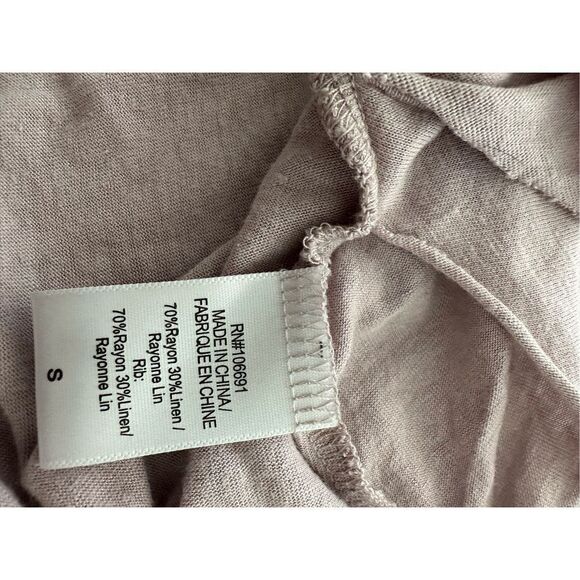 RN#106691
MADE IN CHINA/
FABRIQUE EN CHINE
70%Rayon 30%Linen/
Rayonne Lin
Rib:
70%Rayon 30%Linen/
Rayonne Lin
S